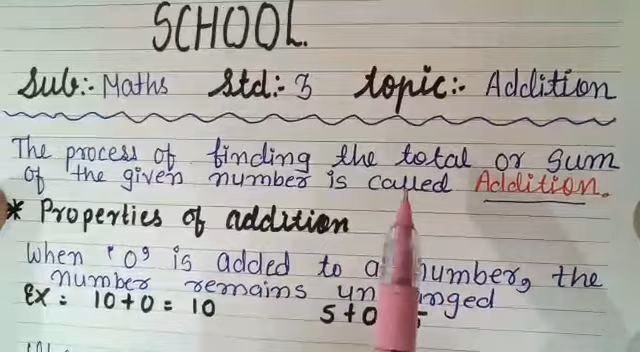 SCHOOL.
Sub:- Maths Std:- 3 topic:- Addition
The process of finding the total or sum
of the given number is called Addition.
* Properties of addition
When '0' is added to a number, the
number remains unchanged
Ex: 10+0= 10 5+0